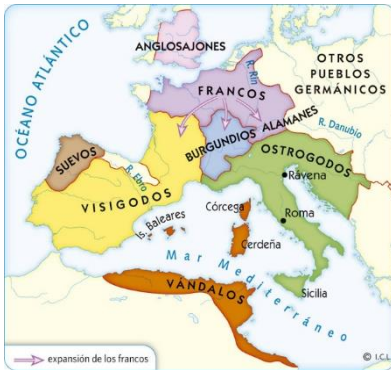 ANGLOSAJONES
OCÉANO ATLÁNTICO
OTROS
PUEBLOS
GERMÁNICOS
R. Rin
FRANCOS
ALAMANES
R. Danubio
BURGUNDIOS
SUEVOS
R. Ebro
OSTROGODOS
Rávena
VISIGODOS
Is. Baleares
Córcega
Roma
Cerdeña
Mar Mediterráneo
Sicilia
VÁNDALOS
expansión de los francos
© I.C.L.